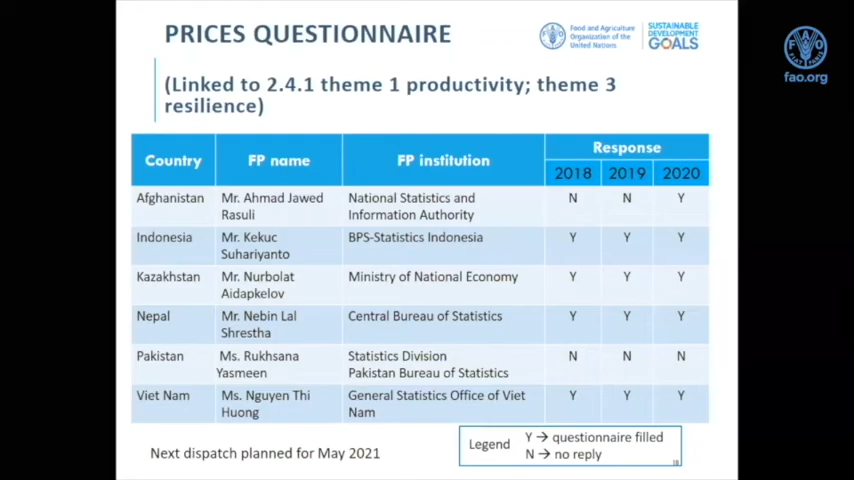 PRICES QUESTIONNAIRE
Food and Agriculture
Organization of the
United Nations
SUSTAINABLE
DEVELOPMENT
GOALS
FAO
FIAT PANIS
fao.org
(Linked to 2.4.1 theme 1 productivity; theme 3
resilience)
Country FP name FP institution Response
2018 2019 2020
Afghanistan Mr. Ahmad Jawed National Statistics and N N Y
Rasuli Information Authority
Indonesia Mr. Kekuc BPS-Statistics Indonesia Y Y Y
Suhariyanto
Kazakhstan Mr. Nurbolat Ministry of National Economy Y Y Y
Aidapkelov
Nepal Mr. Nebin Lal Central Bureau of Statistics Y Y Y
Shrestha
Pakistan Ms. Rukhsana Statistics Division N N N
Yasmeen Pakistan Bureau of Statistics
Viet Nam Ms. Nguyen Thi General Statistics Office of Viet Y Y Y
Huong Nam
Next dispatch planned for May 2021
Legend Y → questionnaire filled
N → no reply
18